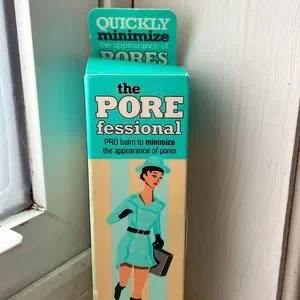 QUICKLY
minimize
the appearance of
PORES
the
PORE
fessional
PRO balm to minimize
the appearance of pores